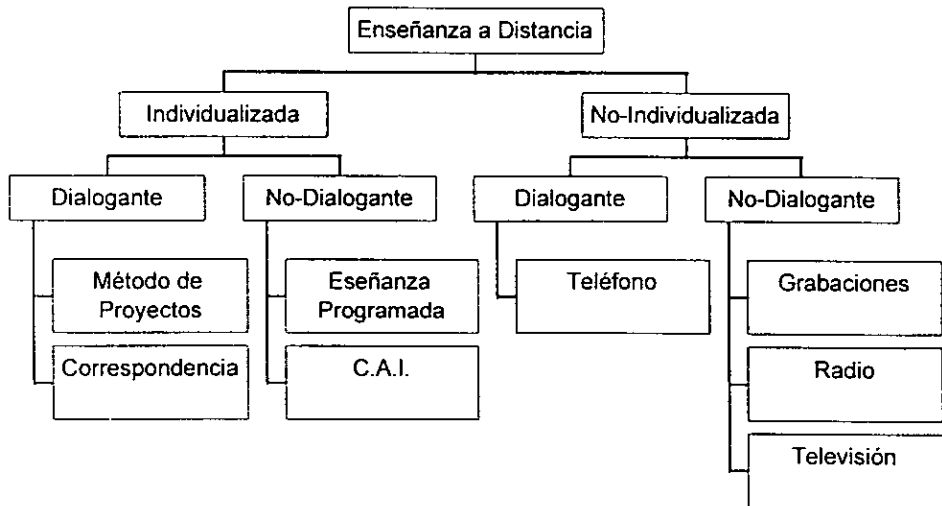 Enseñanza a Distancia
Individualizada
No-Individualizada
Dialogante
No-Dialogante
Dialogante
No-Dialogante
Método de
Proyectos
Eseñanza
Programada
Teléfono
Grabaciones
Correspondencia
C.A.I.
Radio
Televisión